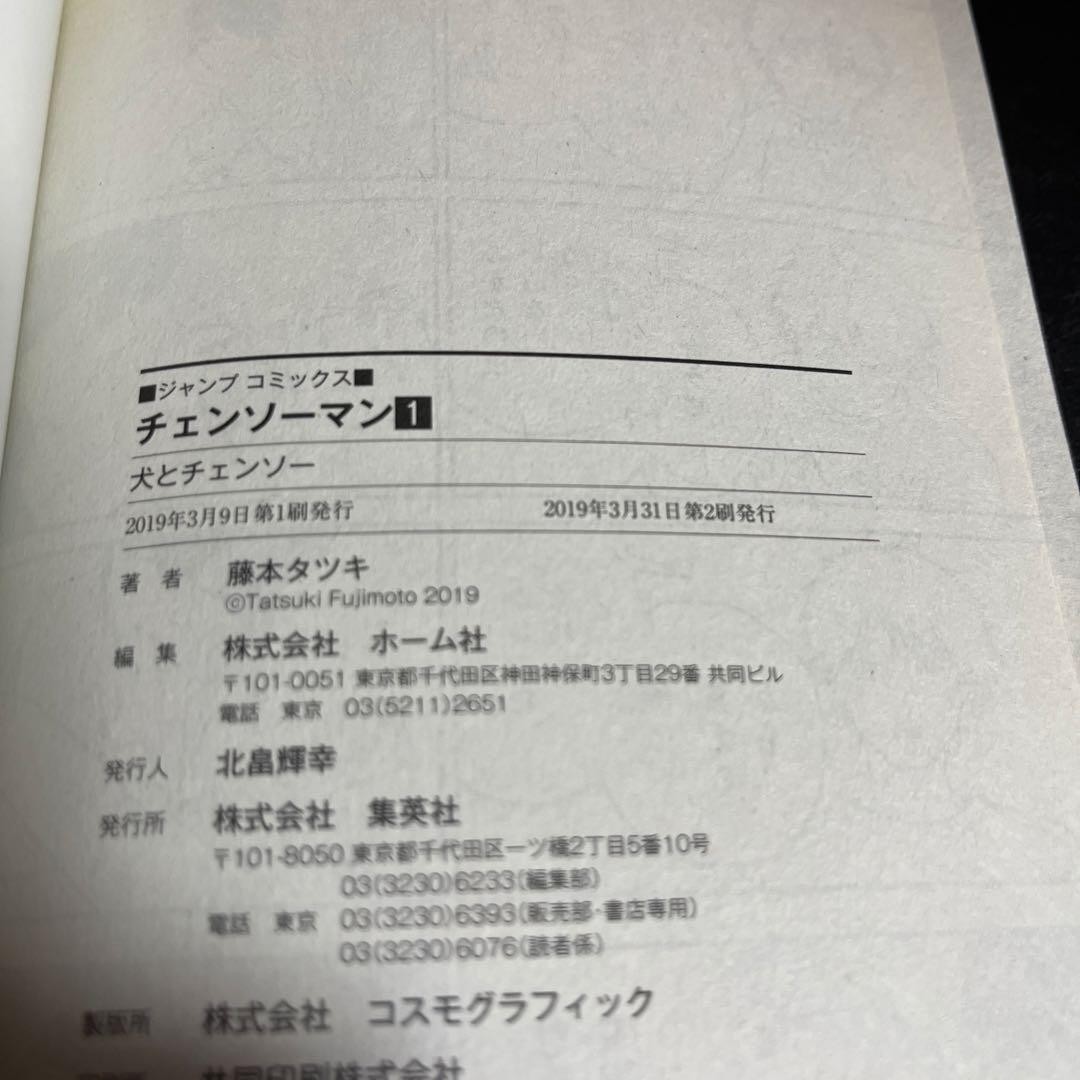 ■ジャンプ コミックス■
チェンソーマン1
犬とチェンソー
2019年3月9日第1刷発行 2019年3月31日第2刷発行
著 者 藤本タツキ
©Tatsuki Fujimoto 2019
編 集 株式会社 ホーム社
〒101-0051 東京都千代田区神田神保町3丁目29番 共同ビル
電話 東京 03(5211)2651
発行人 北畠輝幸
発行所 株式会社 集英社
〒101-8050 東京都千代田区一ツ橋2丁目5番10号
03(3230)6233(編集部)
電話 東京 03(3230)6393(販売部・書店専用)
03(3230)6076(読者係)
製版所 株式会社 コスモグラフィック
共同印刷株式会社